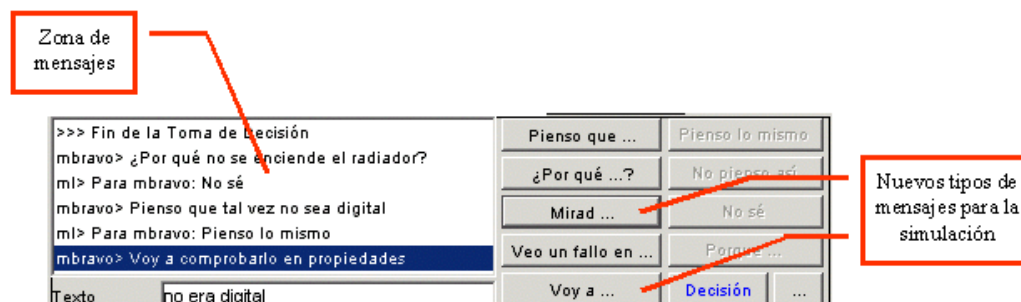 Zona de
mensajes
>>> Fin de la Toma de Decisión
mbravo> ¿Por qué no se enciende el radiador?
ml> Para mbravo: No sé
mbravo> Pienso que tal vez no sea digital
ml> Para mbravo: Pienso lo mismo
mbravo> Voy a comprobarlo en propiedades
Texto no era digital
Pienso que ... Pienso lo mismo
¿Por qué ...? No pienso así
Mirad ... No sé
Veo un fallo en ... Porque ...
Voy a ... Decisión ...
Nuevos tipos de
mensajes para la
simulación